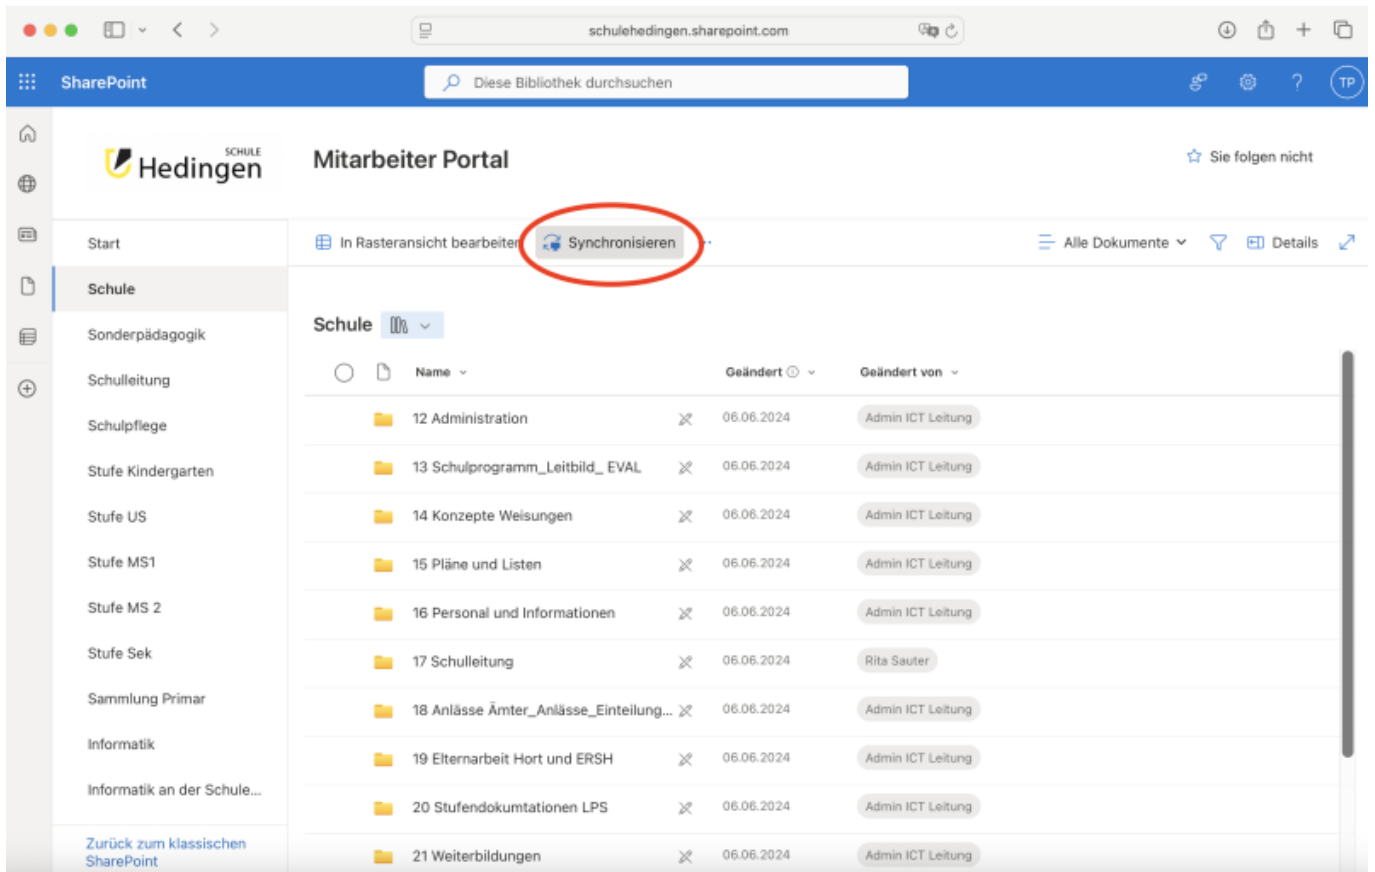 schulehedingen.sharepoint.com
SharePoint
Diese Bibliothek durchsuchen
?
TP
SCHULE
Hedingen
Mitarbeiter Portal
Sie folgen nicht
Start
In Rasteransicht bearbeiten
Synchronisieren
Alle Dokumente
Details
Schule
Sonderpädagogik
Schulleitung
Schulpflege
Stufe Kindergarten
Stufe US
Stufe MS1
Stufe MS 2
Stufe Sek
Sammlung Primar
Informatik
Informatik an der Schule...
Zurück zum klassischen
SharePoint
Schule
Name Geändert Geändert von
12 Administration 06.06.2024 Admin ICT Leitung
13 Schulprogramm_Leitbild_ EVAL 06.06.2024 Admin ICT Leitung
14 Konzepte Weisungen 06.06.2024 Admin ICT Leitung
15 Pläne und Listen 06.06.2024 Admin ICT Leitung
16 Personal und Informationen 06.06.2024 Admin ICT Leitung
17 Schulleitung 06.06.2024 Rita Sauter
18 Anlässe Ämter_Anlässe_Einteilung... 06.06.2024 Admin ICT Leitung
19 Elternarbeit Hort und ERSH 06.06.2024 Admin ICT Leitung
20 Stufendokumtationen LPS 06.06.2024 Admin ICT Leitung
21 Weiterbildungen 06.06.2024 Admin ICT Leitung